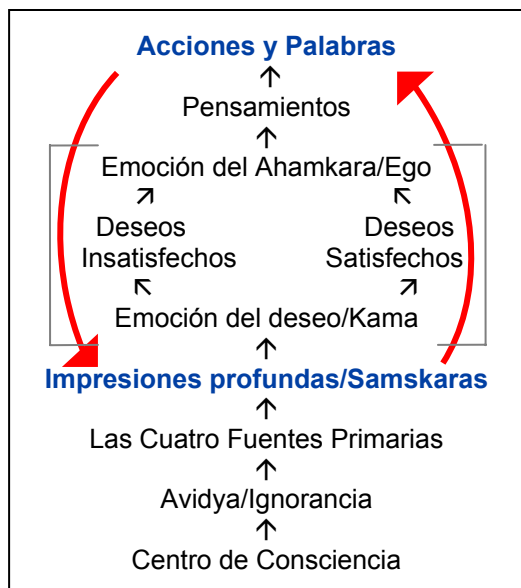 Acciones y Palabras
↑
Pensamientos
↑
Emoción del Ahamkara/Ego
↗ ↖
Deseos Deseos
Insatisfechos Satisfechos
↖ ↗
Emoción del deseo/Kama
↑
Impresiones profundas/Samskaras
↑
Las Cuatro Fuentes Primarias
↑
Avidya/Ignorancia
↑
Centro de Consciencia